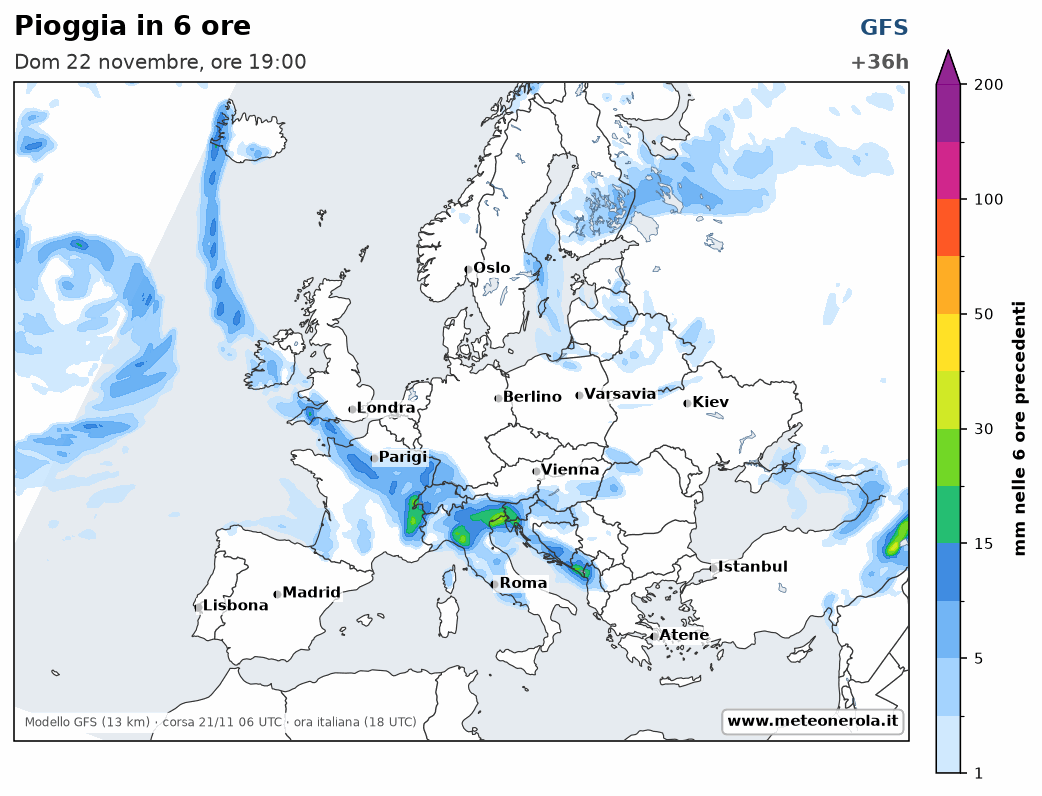 Pioggia in 6 ore
GFS
Dom 22 novembre, ore 19:00
+36h
200
100
50
30
15
5
1
mm nelle 6 ore precedenti
Oslo
Londra
Berlino
Varsavia
Kiev
Parigi
Vienna
Madrid
Lisbona
Roma
Istanbul
Atene
Modello GFS (13 km) · corsa 21/11 06 UTC · ora italiana (18 UTC)
www.meteonerola.it